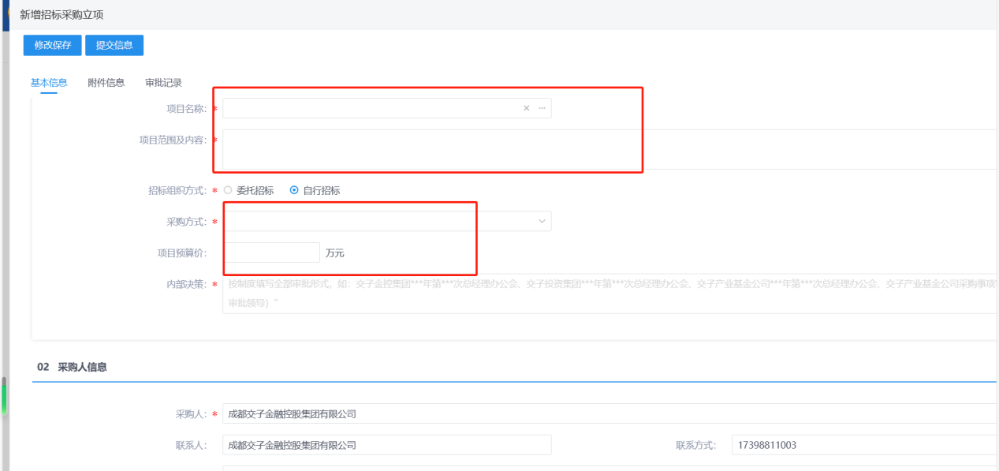 新增招标采购立项
修改保存 提交信息
基本信息 附件信息 审批记录
项目名称: *
项目范围及内容: *
招标组织方式: * 委托招标 自行招标
采购方式: *
项目预算价: 万元
内部决策: * 按制度填写全部审批形式，如：交子金控集团***年第***次总经理办公会、交子投资集团***年第***次总经理办公会、交子产业基金公司***年第***次总经理办公会、交子产业基金公司采购事项
审批领导）"
02 采购人信息
采购人: * 成都交子金融控股集团有限公司
联系人: 成都交子金融控股集团有限公司 联系方式: 17398811003